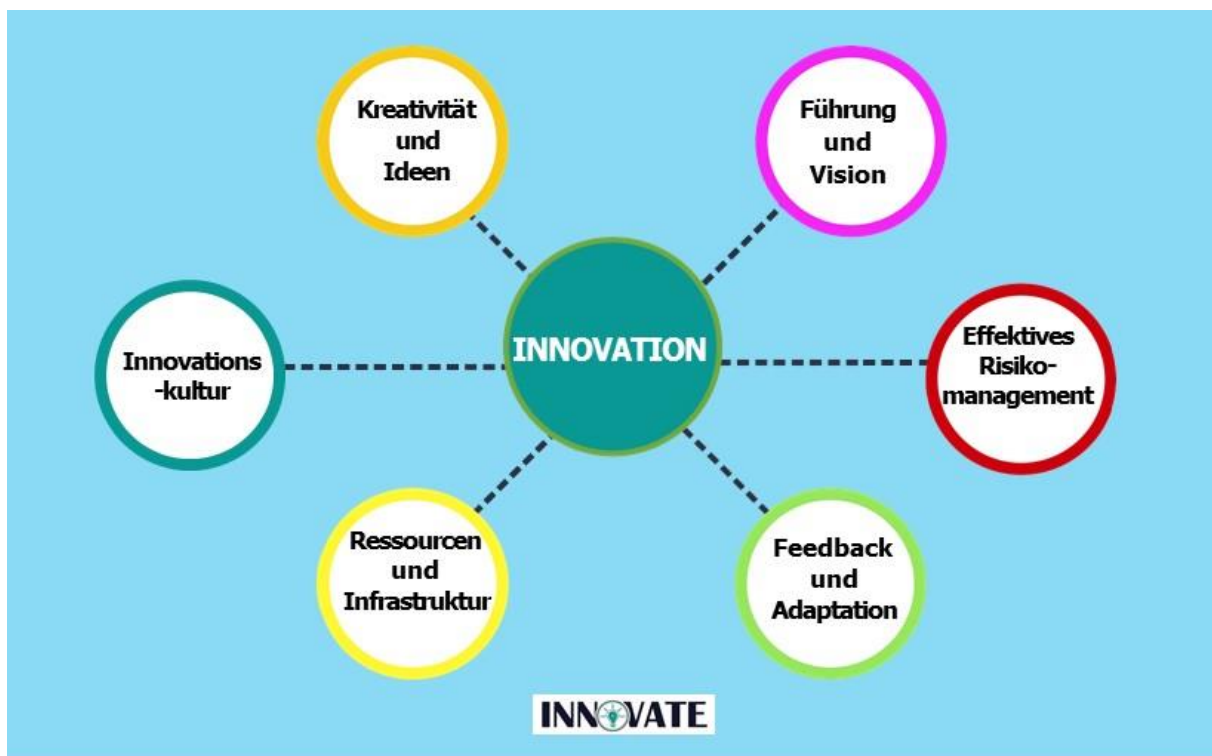 Kreativität
und
Ideen
Führung
und
Vision
INNOVATION
Innovations
-kultur
Effektives
Risiko-
management
Ressourcen
und
Infrastruktur
Feedback
und
Adaptation
INNOVATE